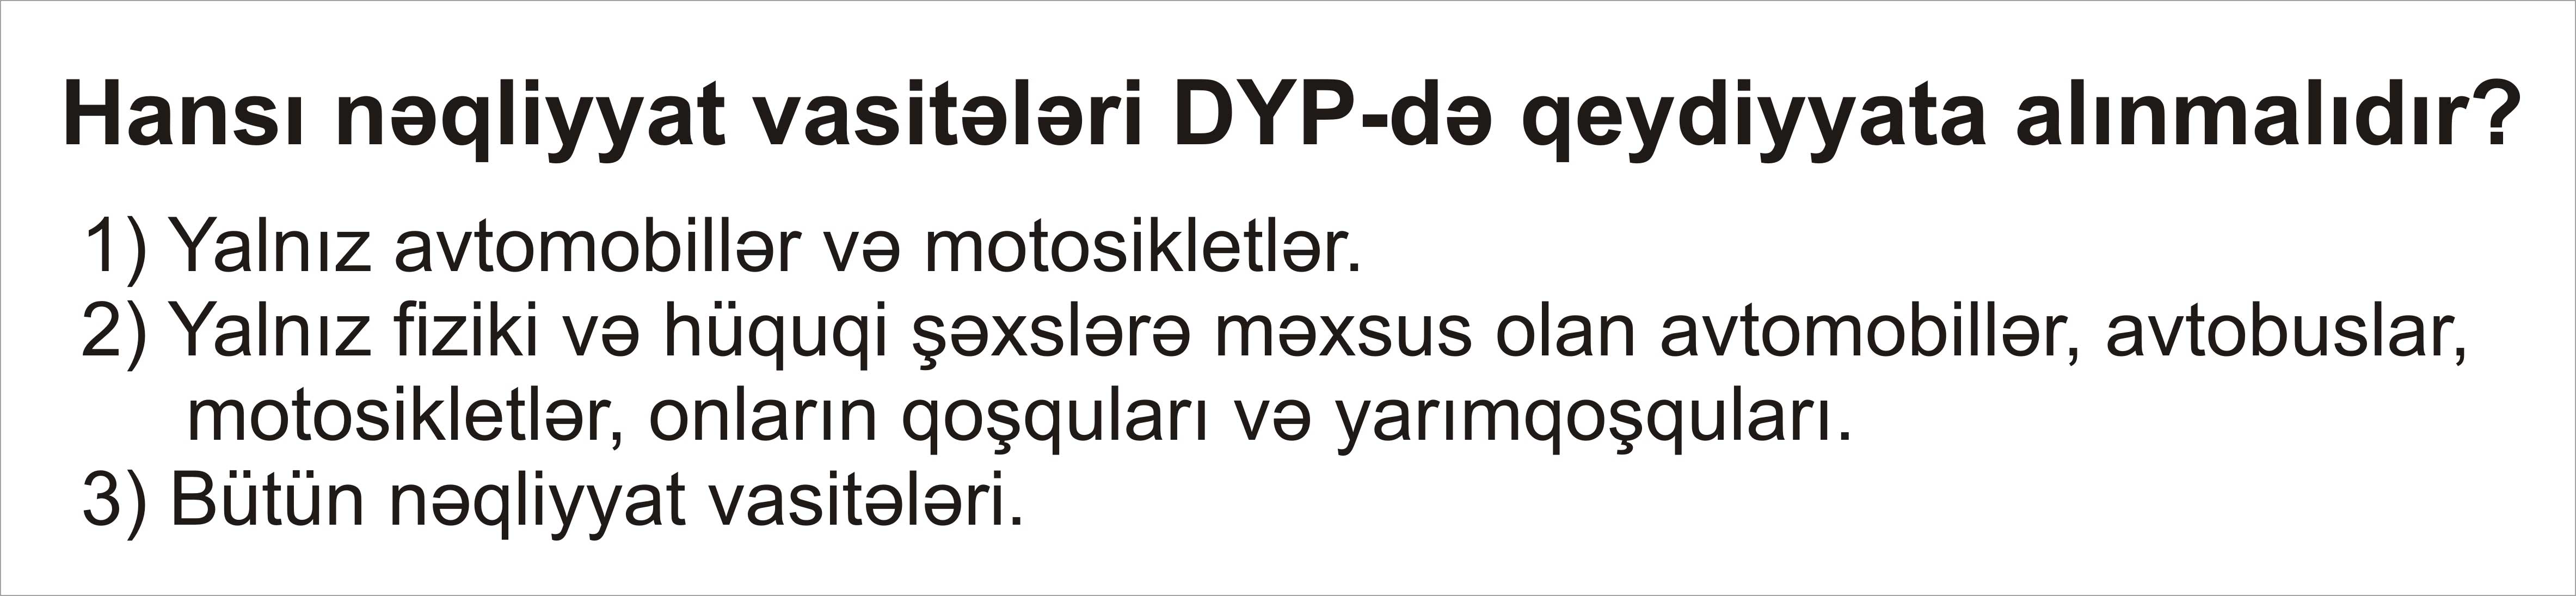 Hansı nəqliyyat vasitələri DYP-də qeydiyyata alınmalıdır?
1) Yalnız avtomobillər və motosikletlər.
2) Yalnız fiziki və hüquqi şəxslərə məxsus olan avtomobillər, avtobuslar,
motosikletlər, onların qoşquları və yarımqoşquları.
3) Bütün nəqliyyat vasitələri.